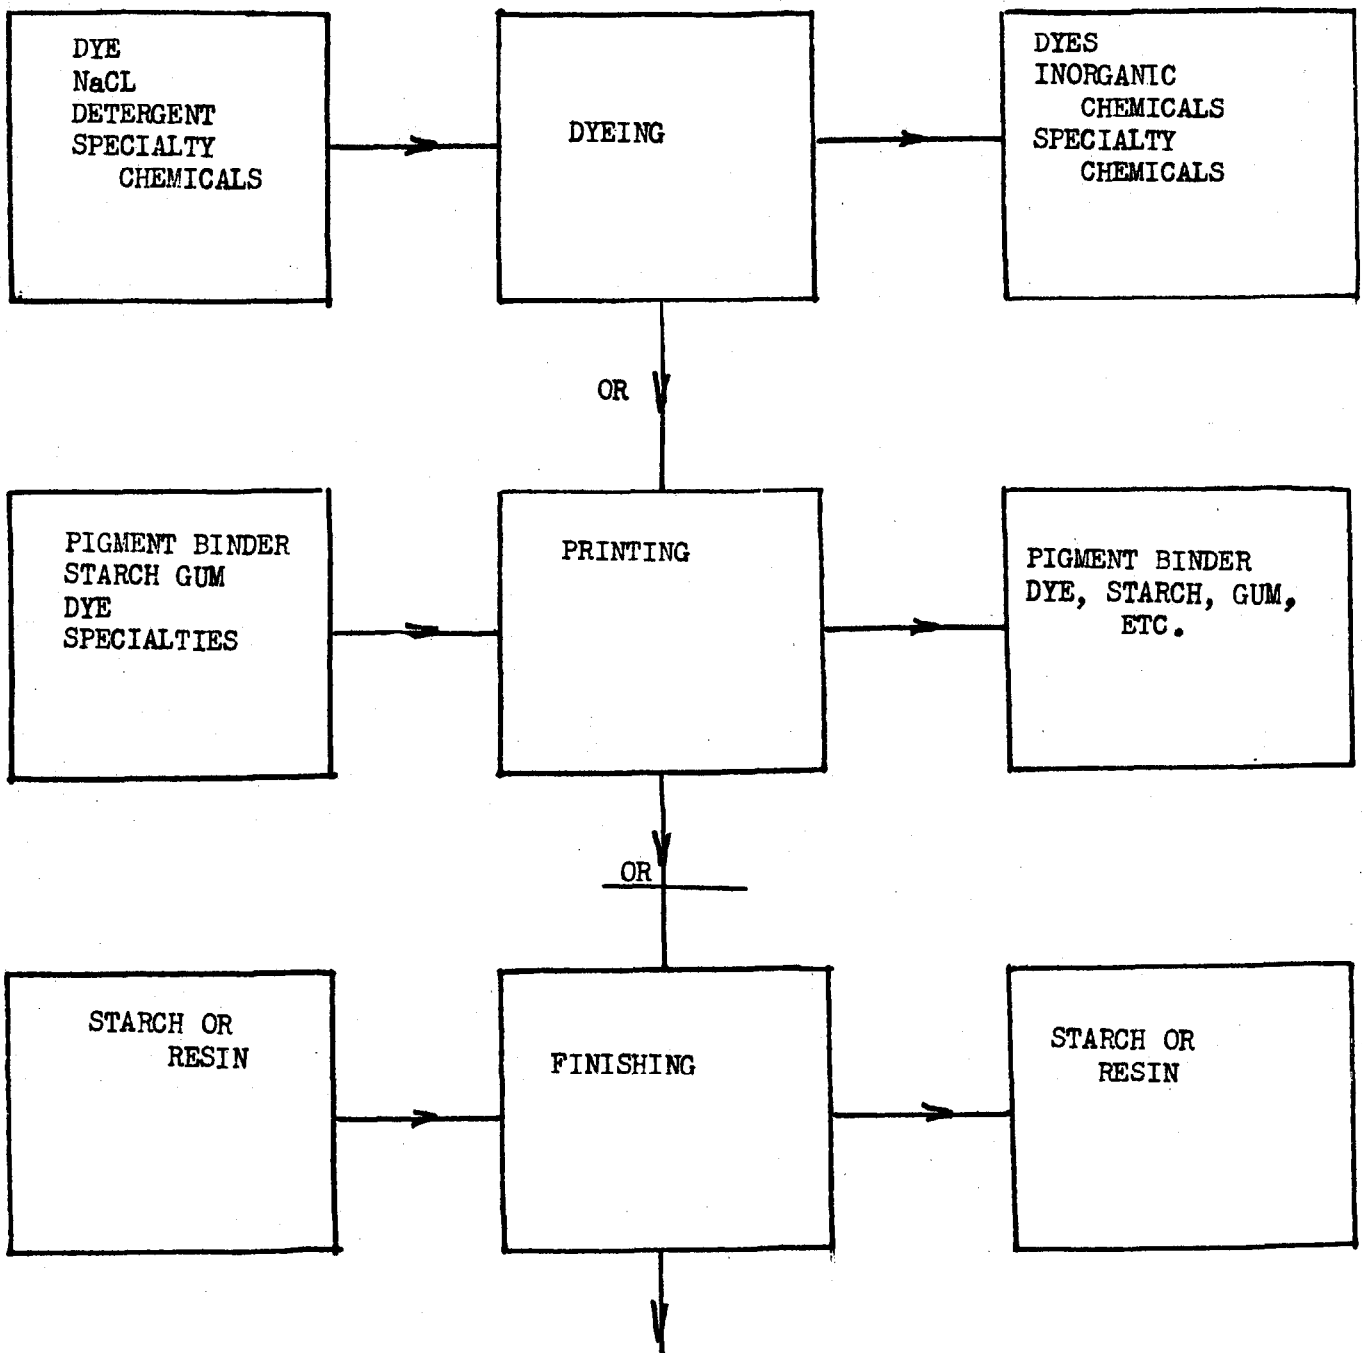 DYE
NaCL
DETERGENT
SPECIALTY
CHEMICALS
DYEING
DYES
INORGANIC
CHEMICALS
SPECIALTY
CHEMICALS
OR
PIGMENT BINDER
STARCH GUM
DYE
SPECIALTIES
PRINTING
PIGMENT BINDER
DYE, STARCH, GUM,
ETC.
OR
STARCH OR
RESIN
FINISHING
STARCH OR
RESIN